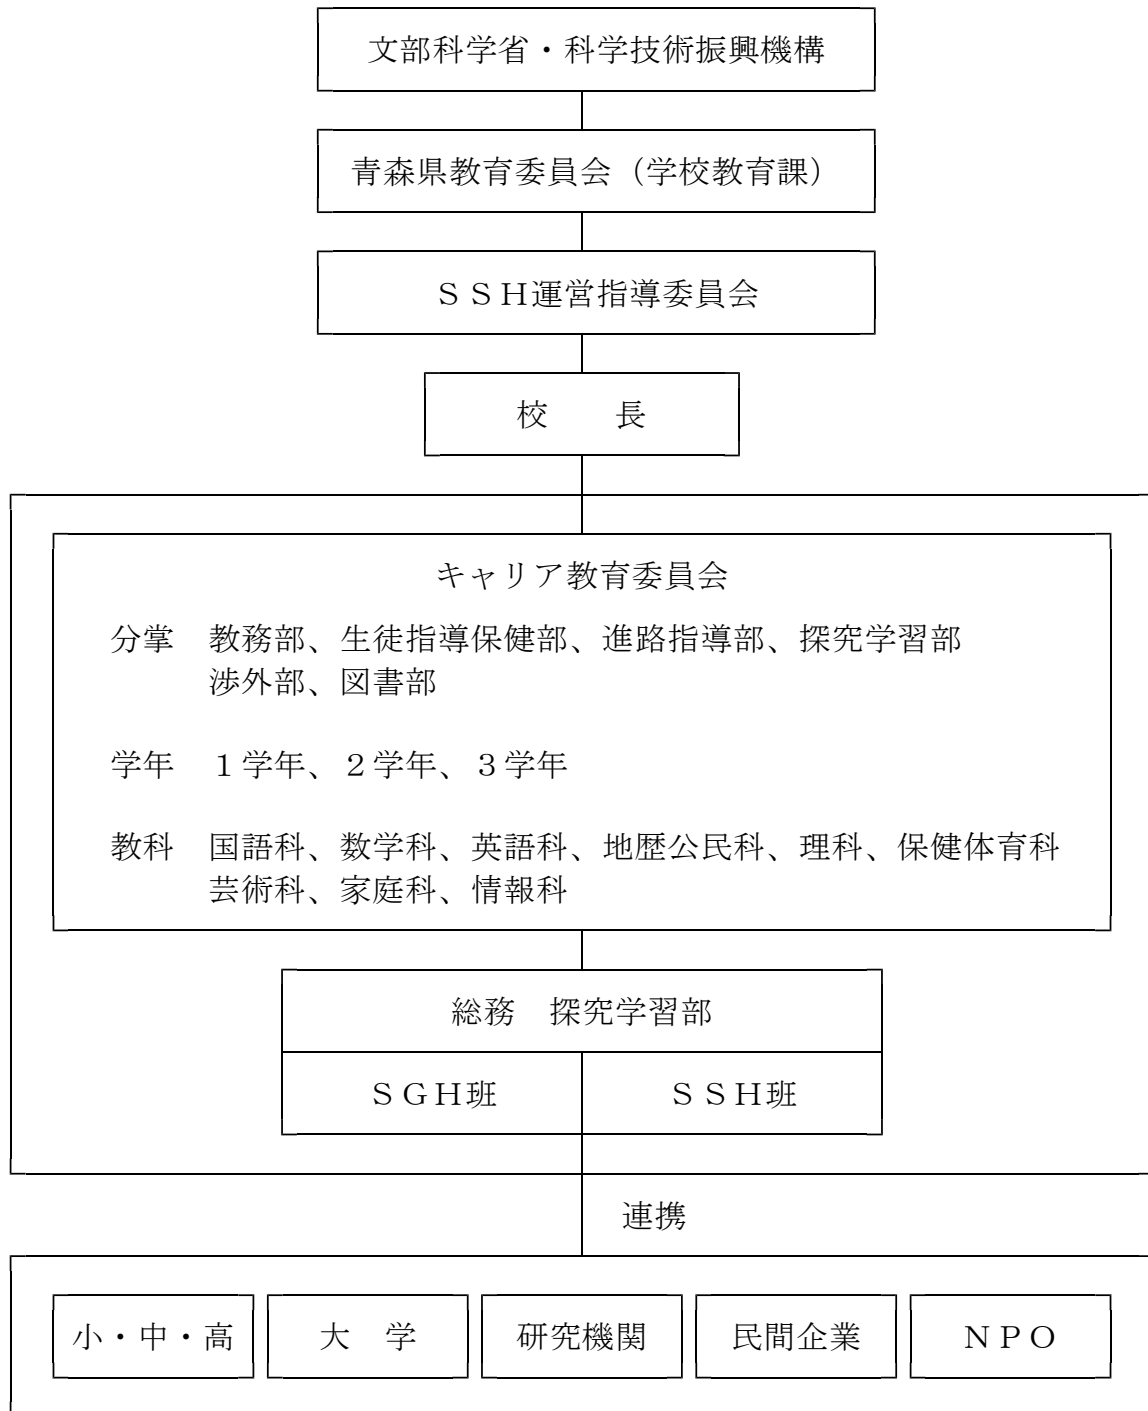 文部科学省・科学技術振興機構
青森県教育委員会（学校教育課）
ＳＳＨ運営指導委員会
校　　長
キャリア教育委員会
分掌　教務部、生徒指導保健部、進路指導部、探究学習部
渉外部、図書部
学年　１学年、２学年、３学年
教科　国語科、数学科、英語科、地歴公民科、理科、保健体育科
芸術科、家庭科、情報科
総務　探究学習部
ＳＧＨ班　ＳＳＨ班
連携
小・中・高　大　学　研究機関　民間企業　ＮＰＯ